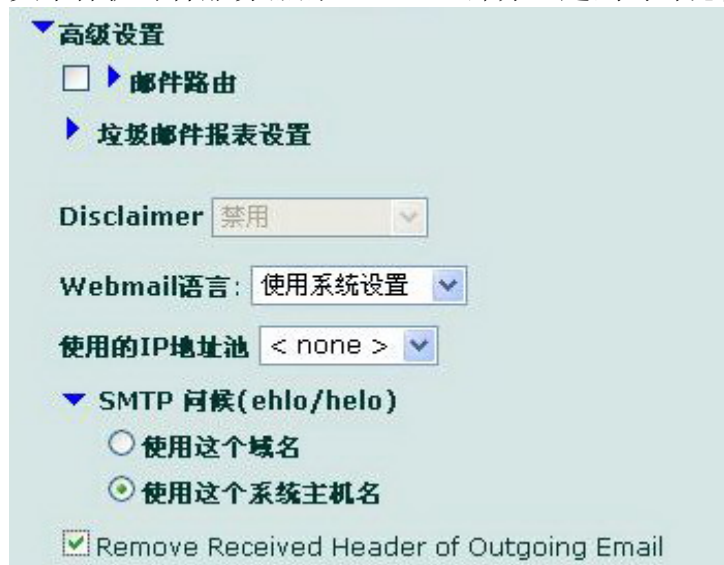 高级设置
邮件路由
垃圾邮件报表设置
Disclaimer 禁用
Webmail语言: 使用系统设置
使用的IP地址池 < none >
SMTP 问候(ehlo/helo)
使用这个域名
使用这个系统主机名
Remove Received Header of Outgoing Email